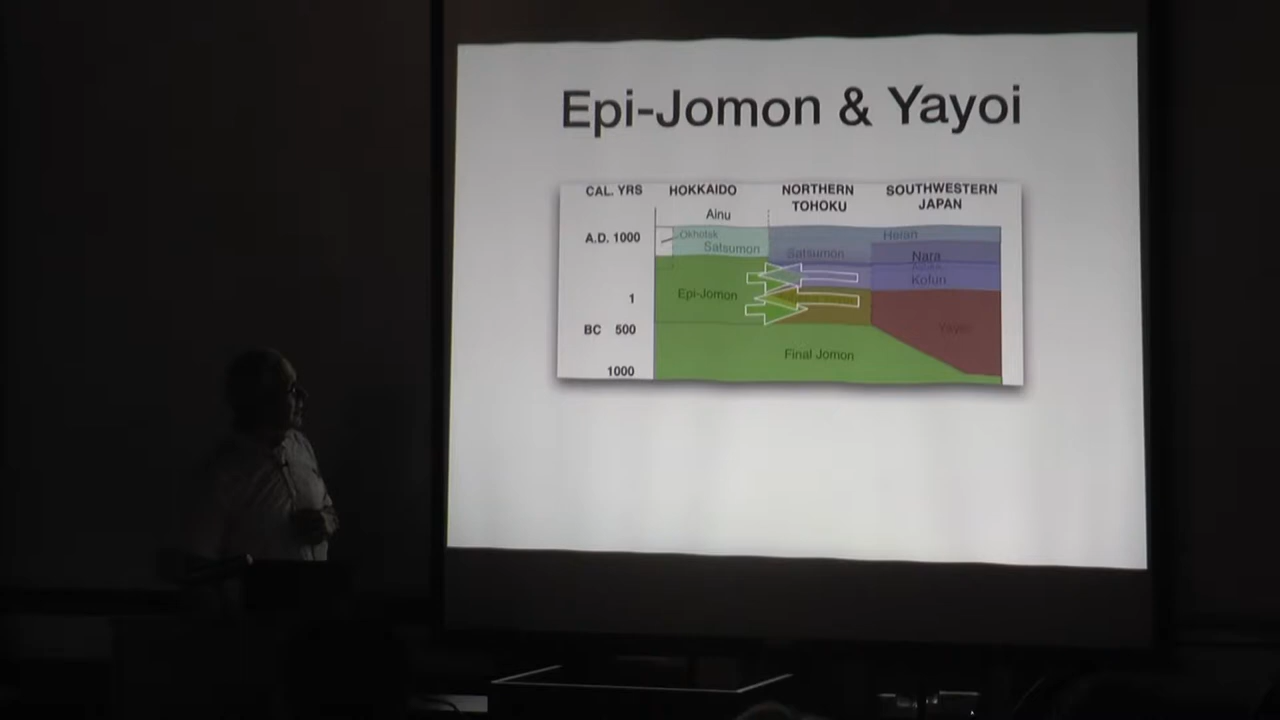 Epi-Jomon & Yayoi
CAL. YRS
HOKKAIDO
NORTHERN
TOHOKU
SOUTHWESTERN
JAPAN
Ainu
A.D. 1000
Okhotsk
Satsumon
Satsumon
Heian
Nara
Kofun
Epi-Jomon
1
Yayoi
BC 500
Final Jomon
1000